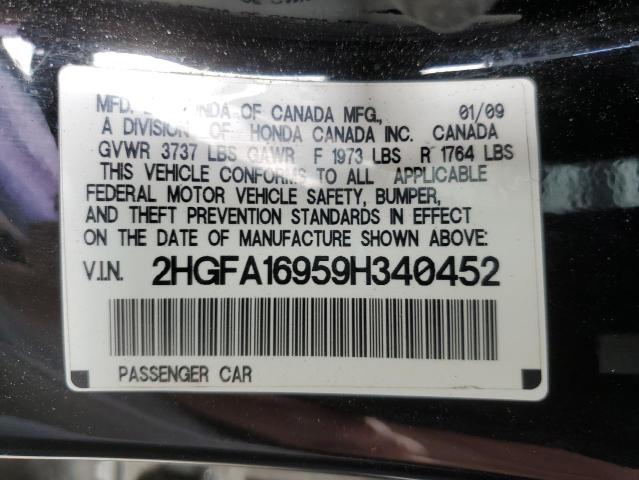 MFD. HONDA OF CANADA MFG., 01/09
A DIVISION OF HONDA CANADA INC. CANADA
GVWR 3737 LBS GAWR F 1973 LBS R 1764 LBS
THIS VEHICLE CONFORMS TO ALL APPLICABLE
FEDERAL MOTOR VEHICLE SAFETY, BUMPER,
AND THEFT PREVENTION STANDARDS IN EFFECT
ON THE DATE OF MANUFACTURE SHOWN ABOVE:
V.I.N. 2HGFA16959H340452
PASSENGER CAR